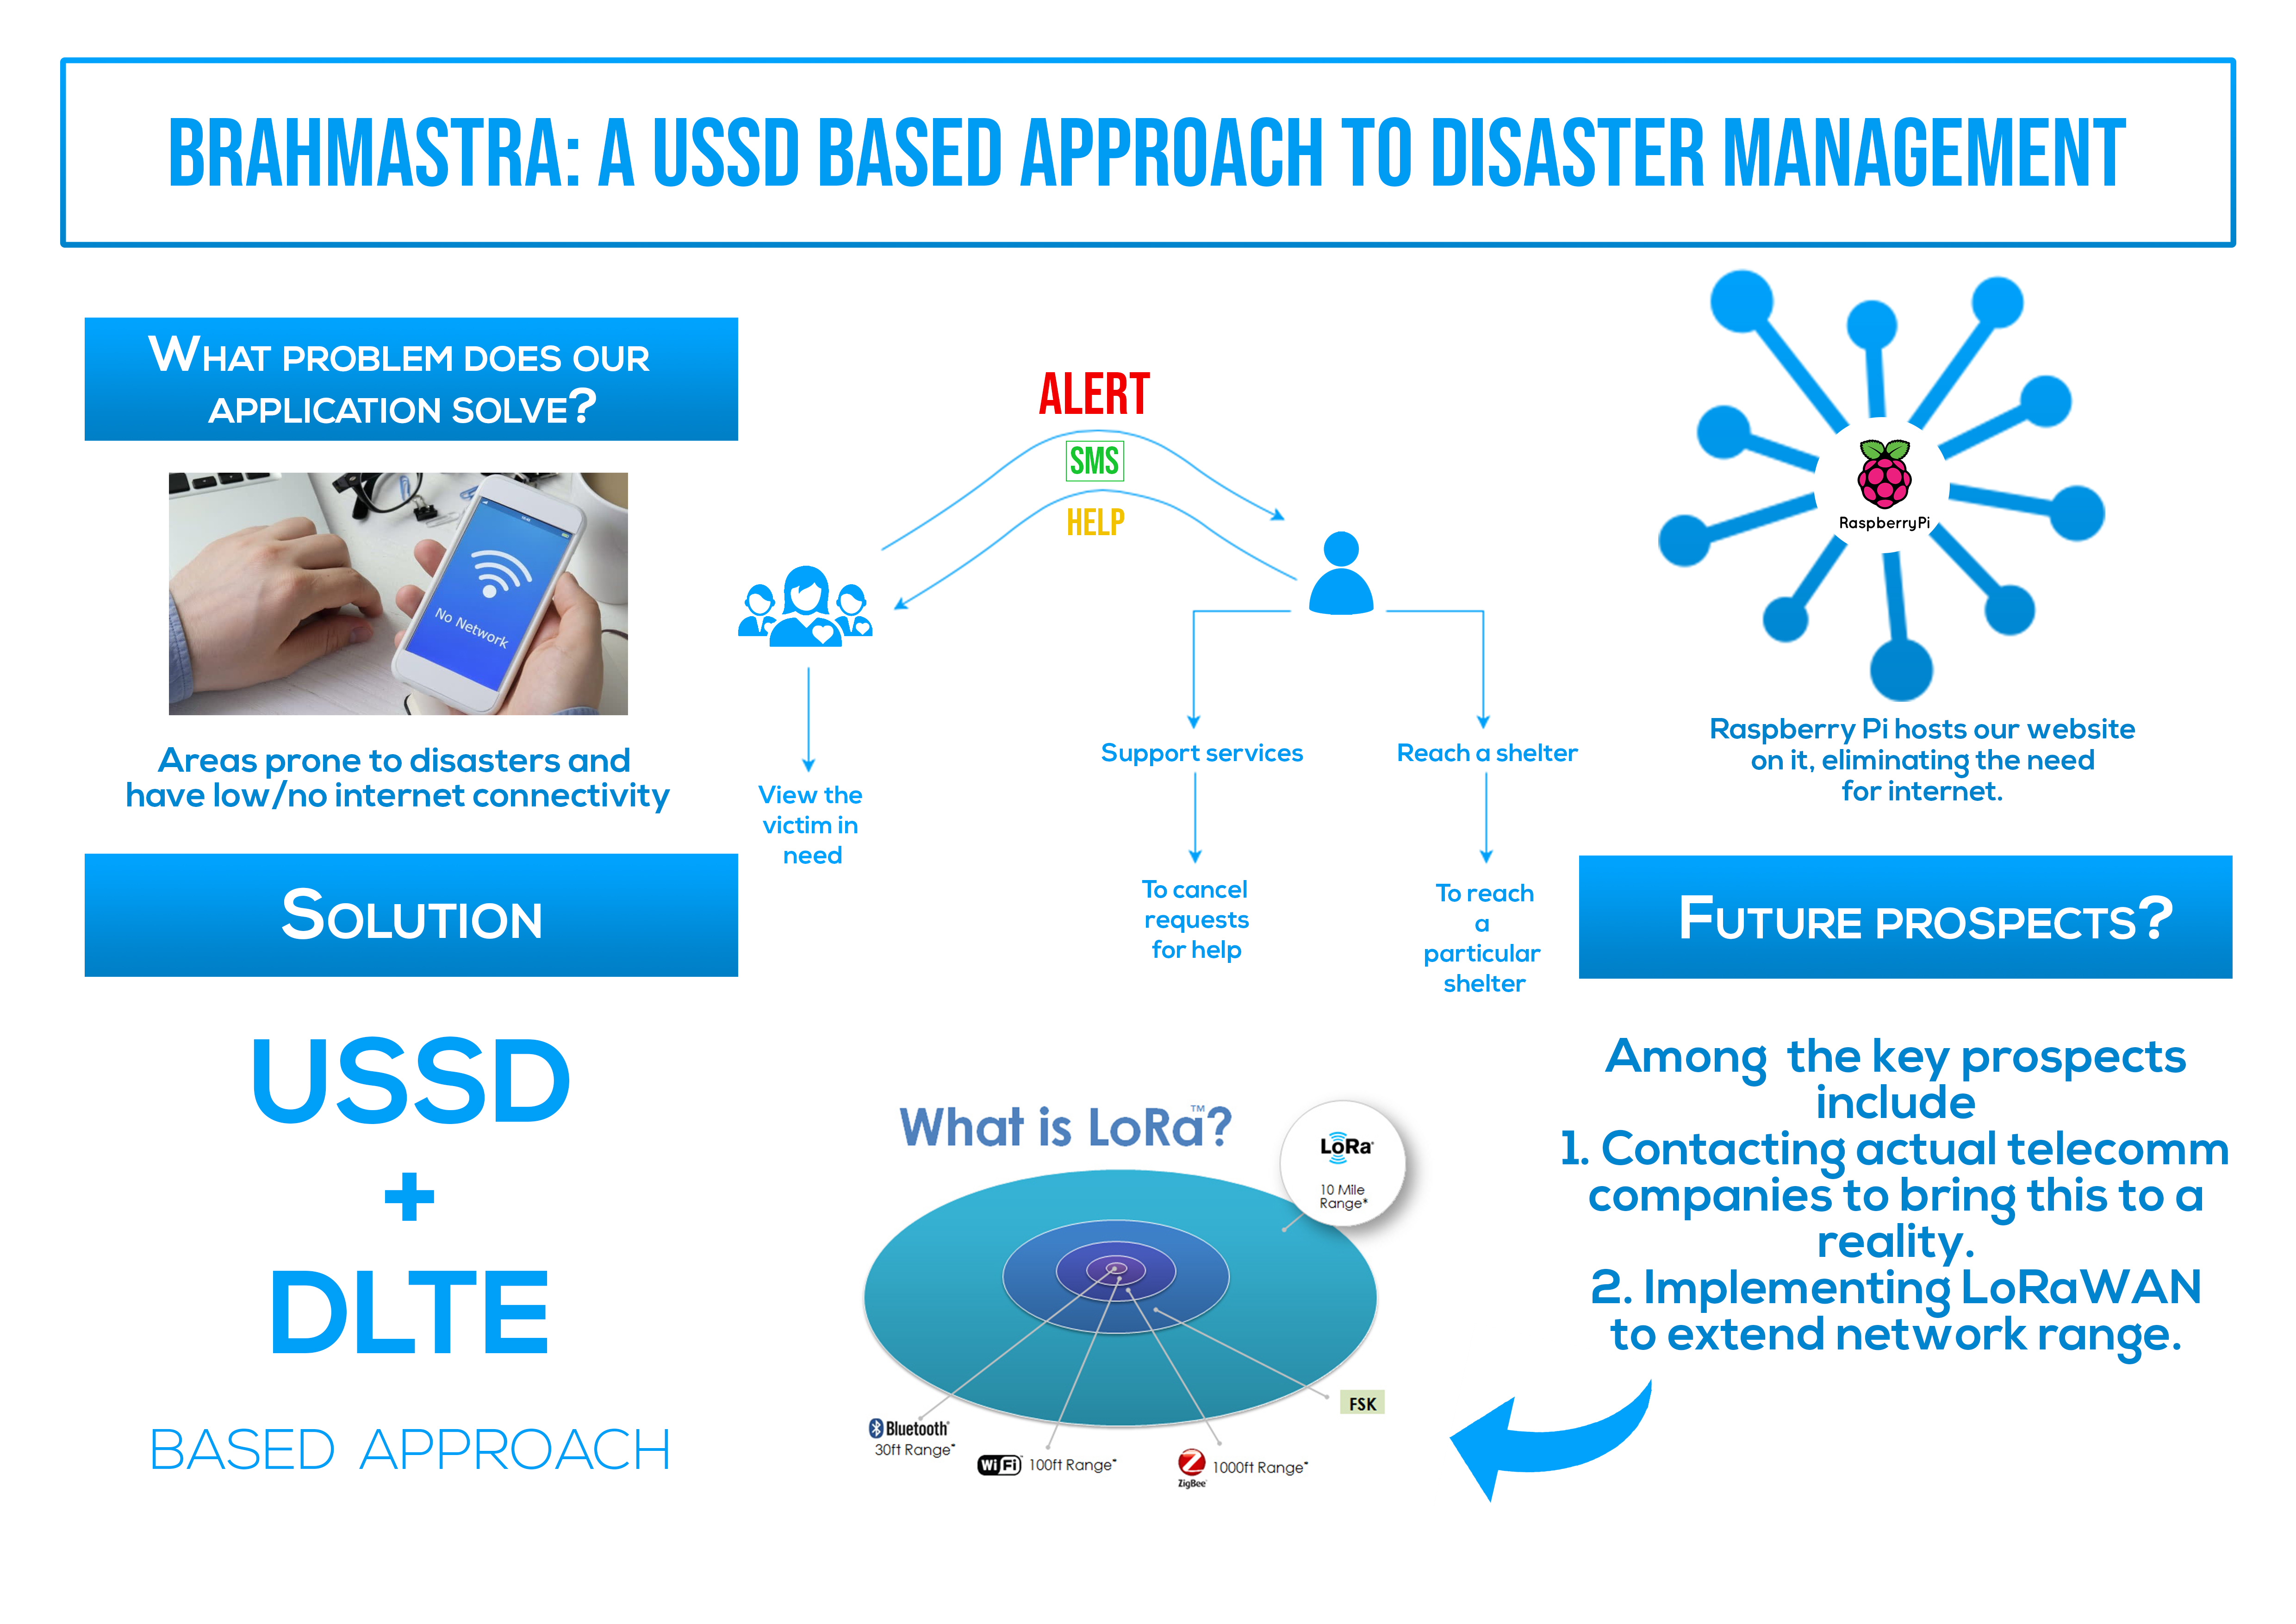 BRAHMASTRA: A USSD BASED APPROACH TO DISASTER MANAGEMENT
WHAT PROBLEM DOES OUR
APPLICATION SOLVE?
No Network
Areas prone to disasters and
have low/no internet connectivity
SOLUTION
USSD
+
DLTE
BASED APPROACH
ALERT
SMS
HELP
View the
victim in
need
Support services
To cancel
requests
for help
Reach a shelter
To reach
a
particular
shelter
What is LoRa™?
LoRa®
10 Mile
Range*
Bluetooth®
30ft Range*
WiFi 100ft Range*
ZigBee®
1000ft Range*
FSK
RaspberryPi
Raspberry Pi hosts our website
on it, eliminating the need
for internet.
FUTURE PROSPECTS?
Among the key prospects
include
1. Contacting actual telecomm
companies to bring this to a
reality.
2. Implementing LoRaWAN
to extend network range.